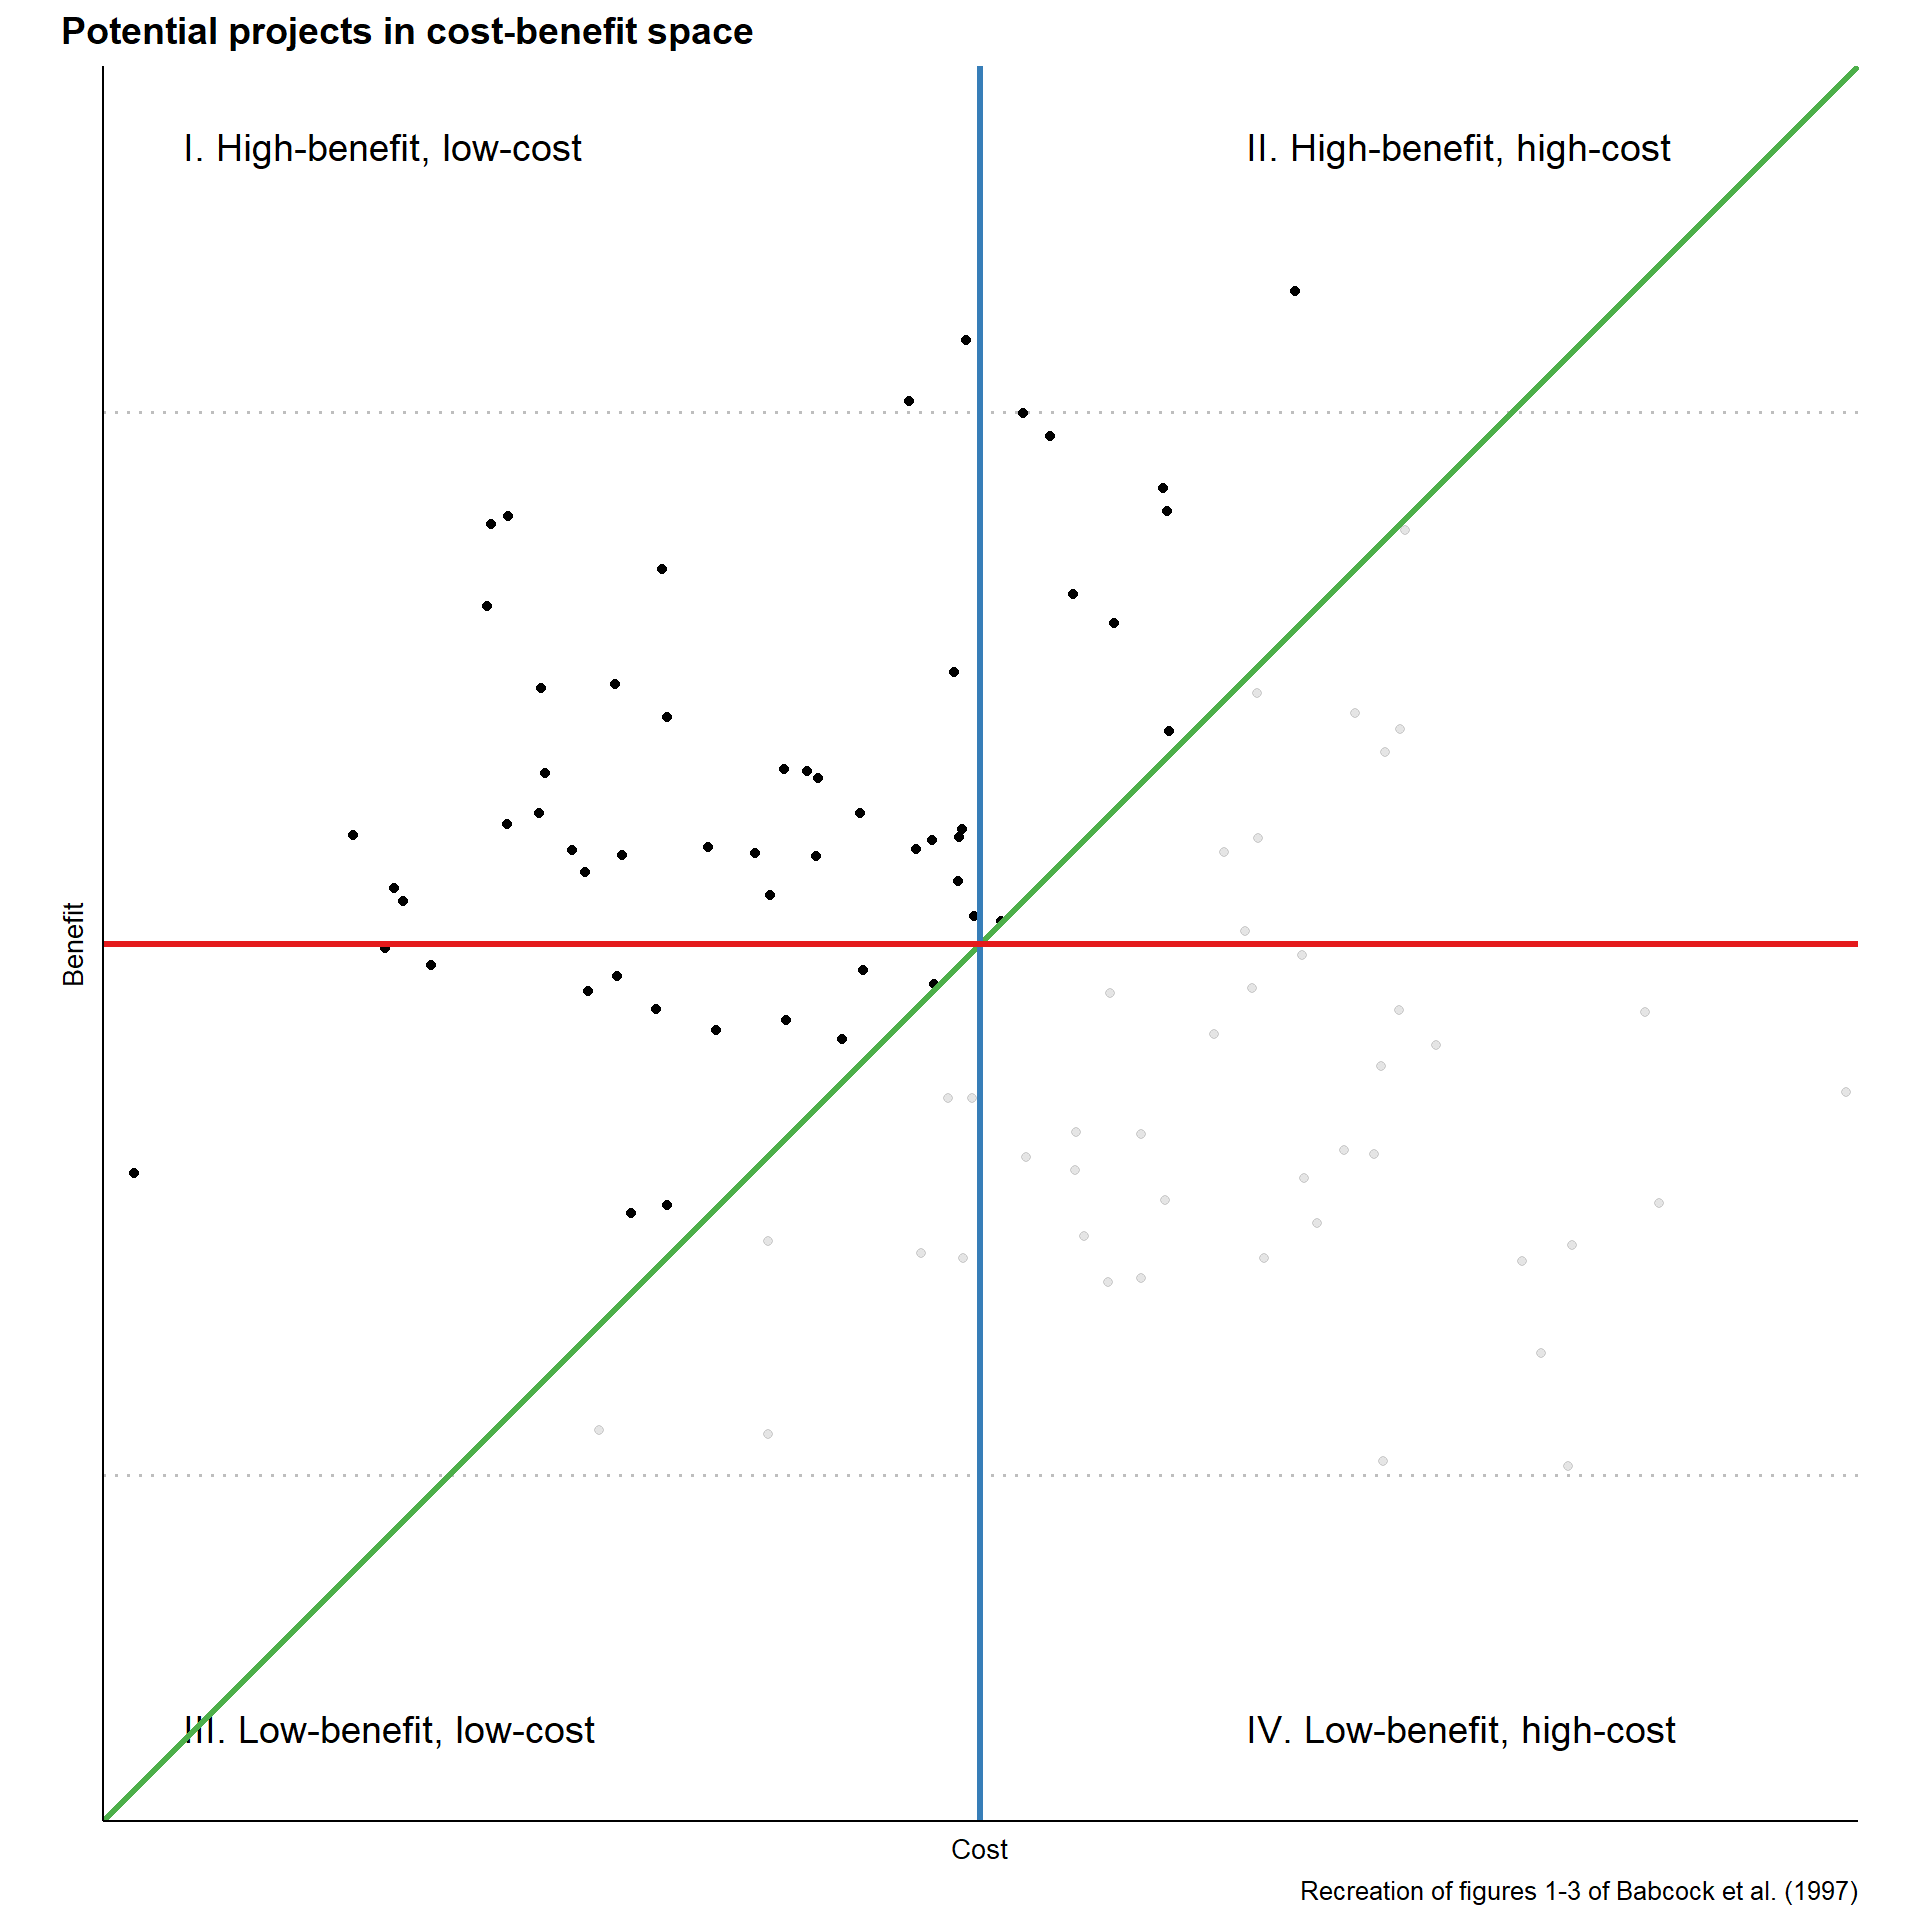 Potential projects in cost-benefit space
I. High-benefit, low-cost
II. High-benefit, high-cost
Benefit
III. Low-benefit, low-cost
IV. Low-benefit, high-cost
Cost
Recreation of figures 1-3 of Babcock et al. (1997)